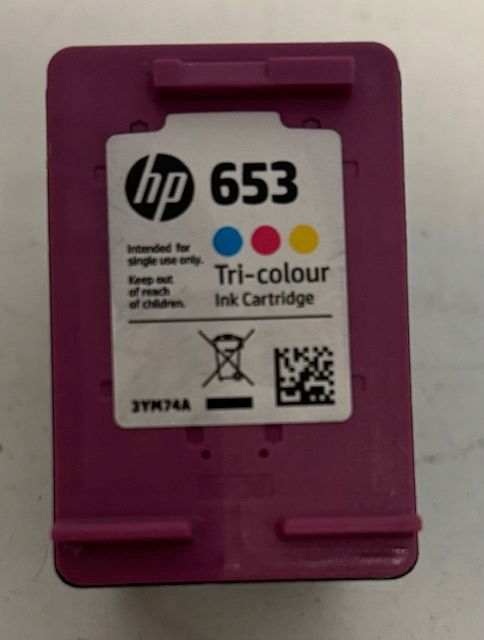 hp 653
Intended for
single use only.
Keep out
of reach
of children.
Tri-colour
Ink Cartridge
3YM74A